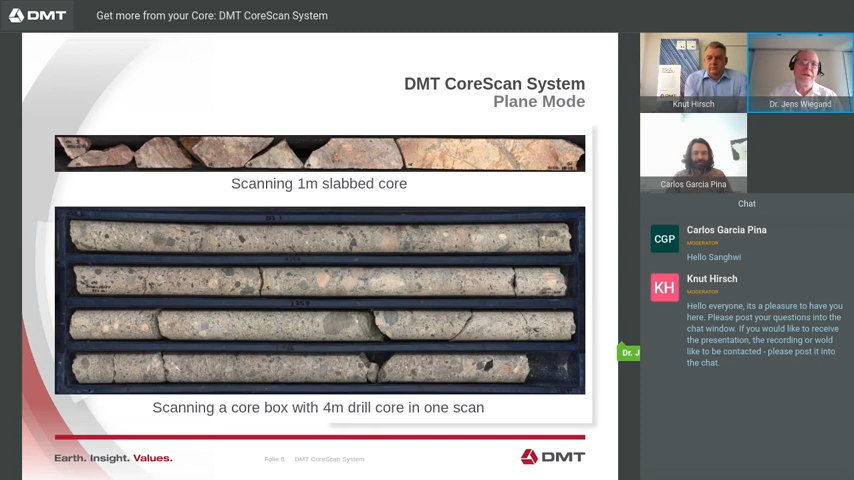 DMT
Get more from your Core: DMT CoreScan System
DMT CoreScan System
Plane Mode
Scanning 1m slabbed core
Scanning a core box with 4m drill core in one scan
Earth. Insight. Values.
Folie 8
DMT CoreScan System
DMT
Dr. J
Knut Hirsch
Dr. Jens Wiegand
Carlos Garcia Pina
Chat
CGP
Carlos Garcia Pina
MODERATOR
Hello Sanghwi
KH
Knut Hirsch
MODERATOR
Hello everyone, its a pleasure to have you
here. Please post your questions into the
chat window. If you would like to receive
the presentation, the recording or wold
like to be contacted - please post it into
the chat.